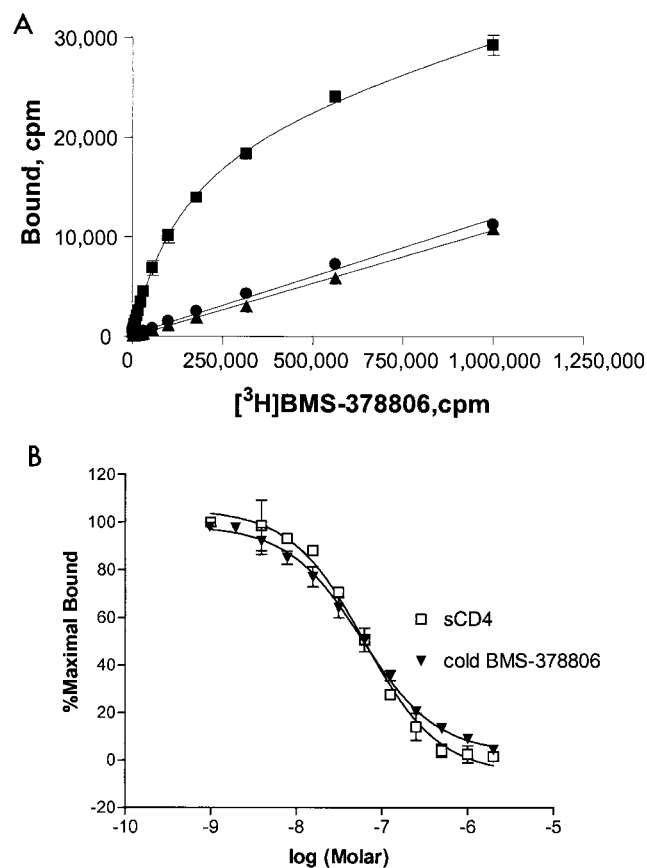 A
30,000
20,000
10,000
0
Bound, cpm
0 250,000 500,000 750,000 1,000,000 1,250,000
[³H]BMS-378806,cpm
B
120
100
80
60
40
20
0
-20
%Maximal Bound
sCD4
cold BMS-378806
-10 -9 -8 -7 -6 -5
log (Molar)